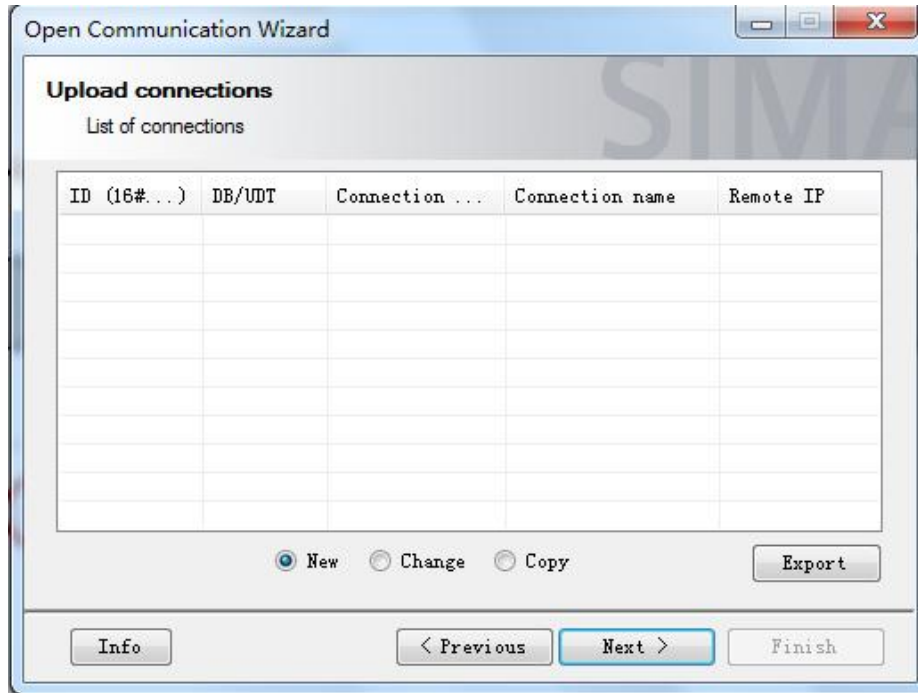 Open Communication Wizard
SIMA
Upload connections
List of connections
ID (16#...) DB/UDT Connection ... Connection name Remote IP
New Change Copy Export
Info < Previous Next > Finish